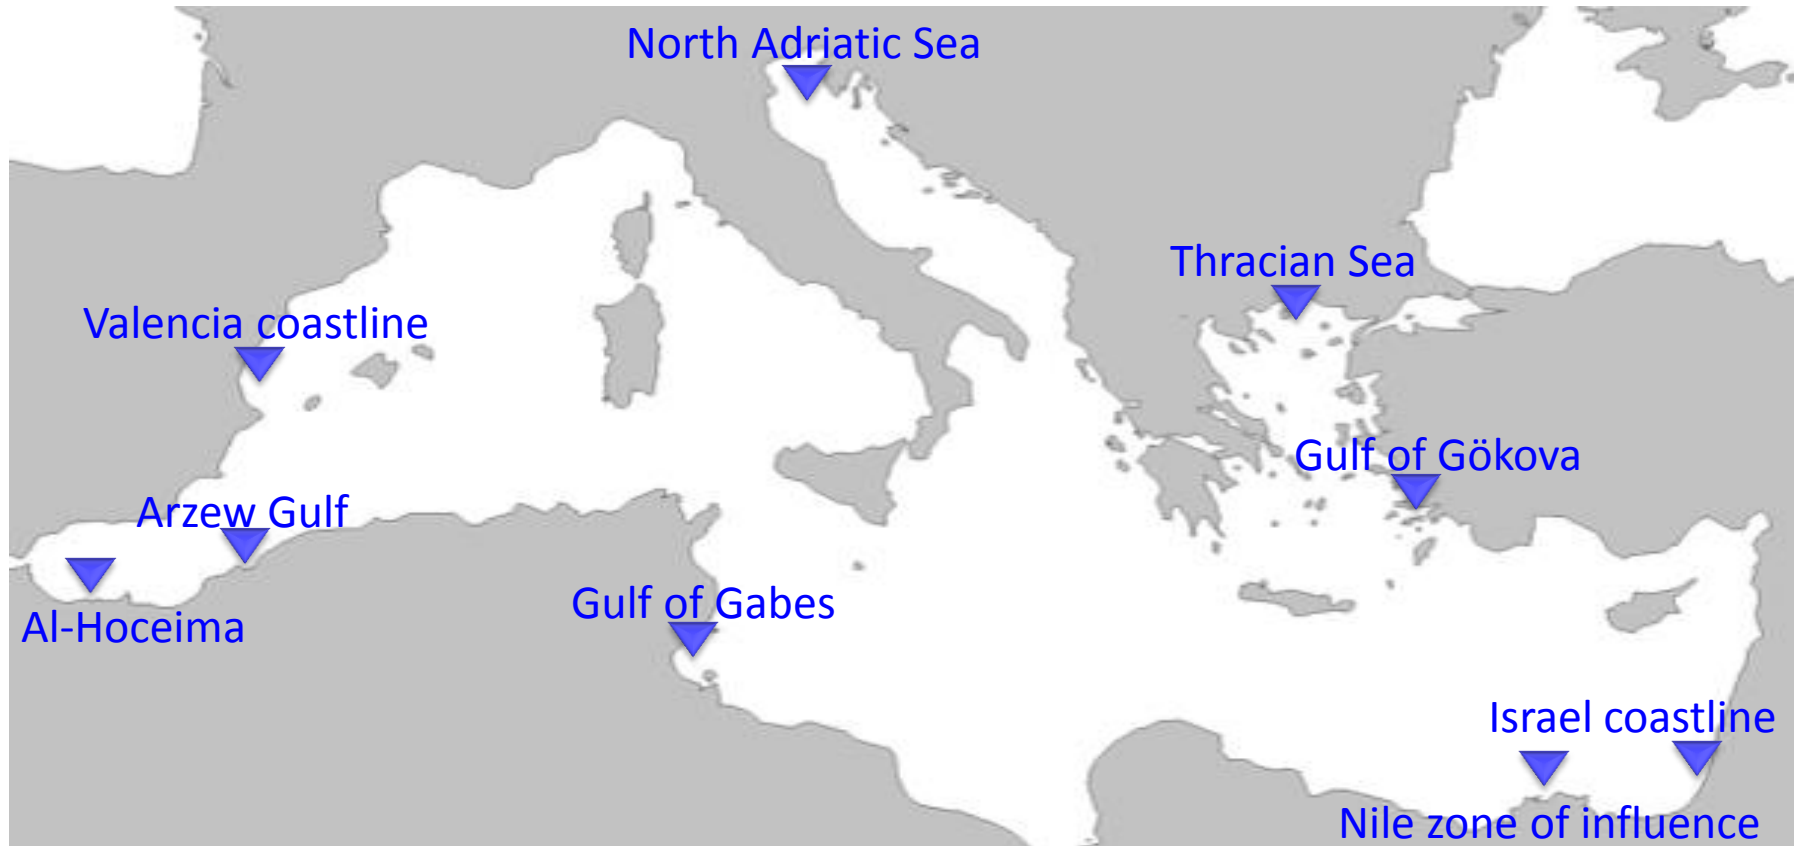 North Adriatic Sea
Thracian Sea
Valencia coastline
Gulf of Gökova
Arzew Gulf
Gulf of Gabes
Al-Hoceima
Israel coastline
Nile zone of influence